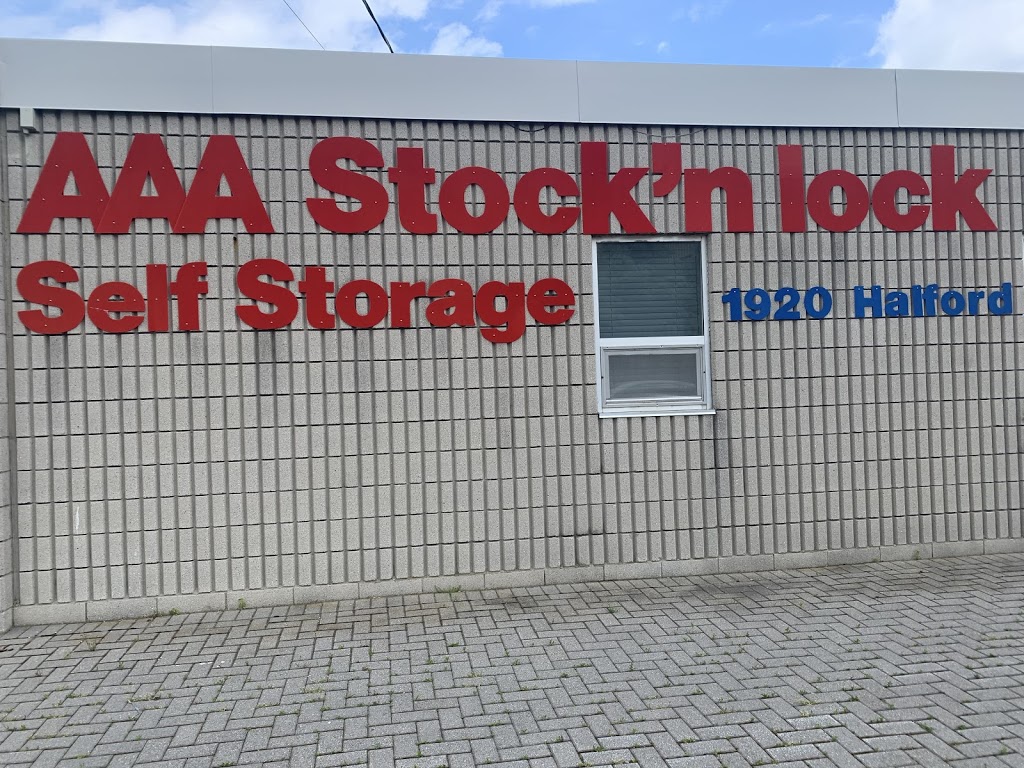 AAA Stock'n lock
Self Storage
1920 Halford